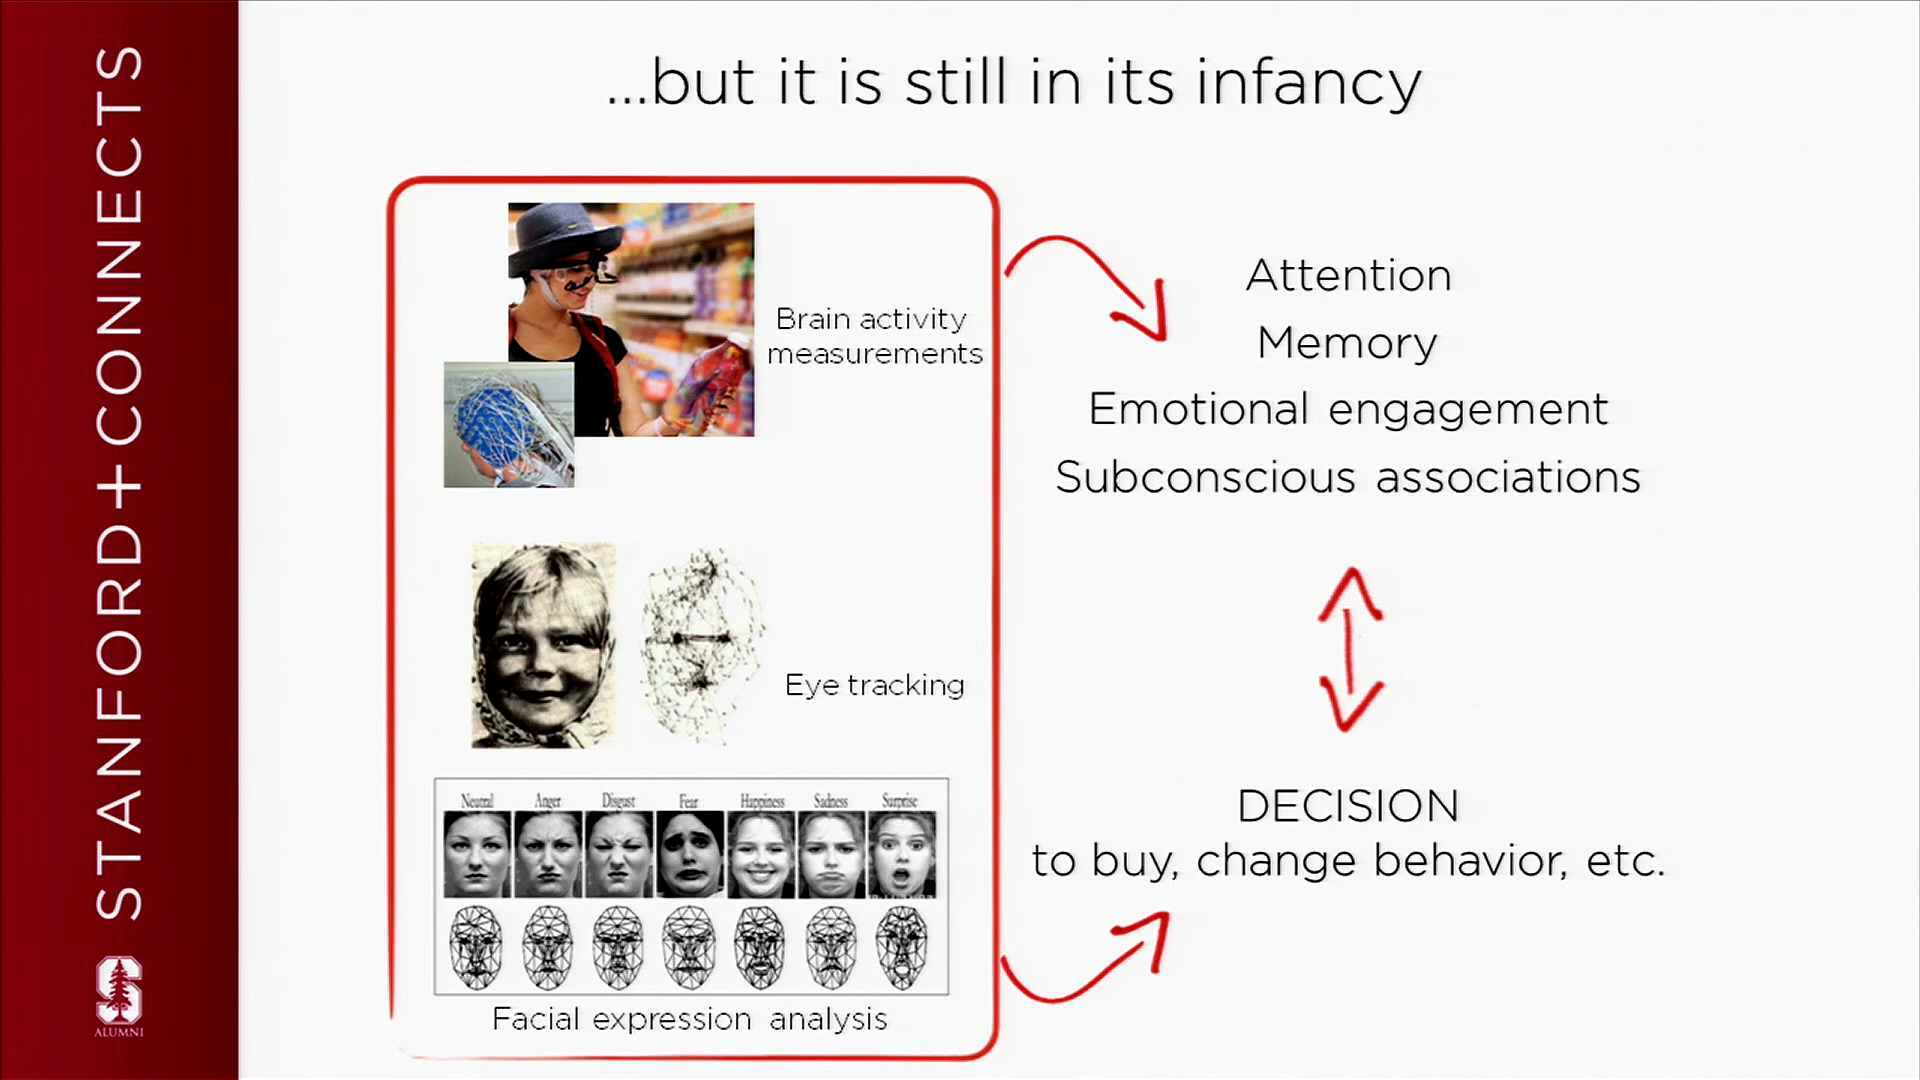 STANFORD+CONNECTS
S
ALUMNI
...but it is still in its infancy
Brain activity
measurements
Eye tracking
Neutral Anger Disgust Fear Happiness Sadness Surprise
Facial expression analysis
Attention
Memory
Emotional engagement
Subconscious associations
DECISION
to buy, change behavior, etc.